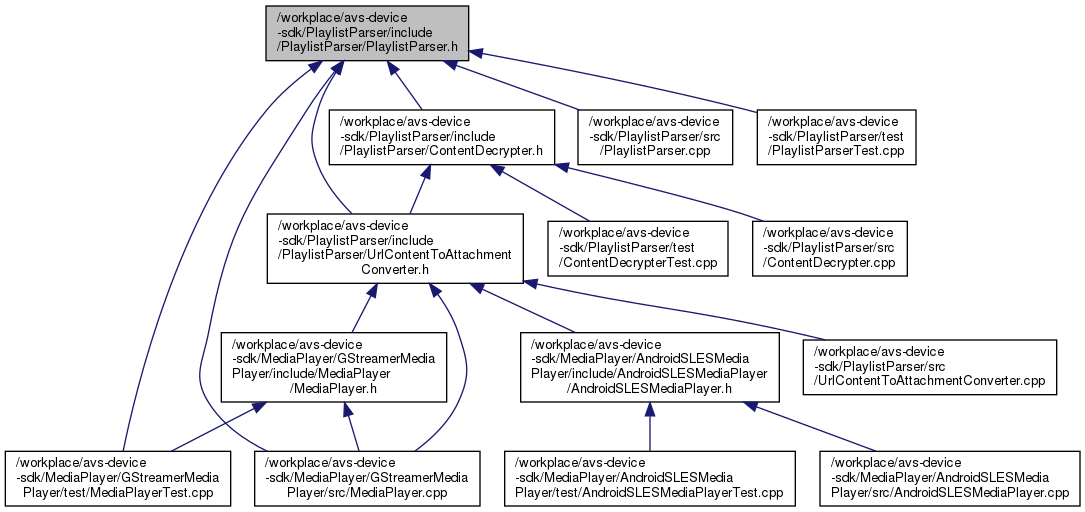 /workplace/avs-device
-sdk/PlaylistParser/include
/PlaylistParser/PlaylistParser.h
/workplace/avs-device
-sdk/PlaylistParser/include
/PlaylistParser/ContentDecrypter.h
/workplace/avs-device
-sdk/PlaylistParser/src
/PlaylistParser.cpp
/workplace/avs-device
-sdk/PlaylistParser/test
/PlaylistParserTest.cpp
/workplace/avs-device
-sdk/PlaylistParser/include
/PlaylistParser/UrlContentToAttachment
Converter.h
/workplace/avs-device
-sdk/PlaylistParser/test
/ContentDecrypterTest.cpp
/workplace/avs-device
-sdk/PlaylistParser/src
/ContentDecrypter.cpp
/workplace/avs-device
-sdk/MediaPlayer/GStreamerMedia
Player/include/MediaPlayer
/MediaPlayer.h
/workplace/avs-device
-sdk/MediaPlayer/AndroidSLESMedia
Player/include/AndroidSLESMediaPlayer
/AndroidSLESMediaPlayer.h
/workplace/avs-device
-sdk/PlaylistParser/src
/UrlContentToAttachmentConverter.cpp
/workplace/avs-device
-sdk/MediaPlayer/GStreamerMedia
Player/test/MediaPlayerTest.cpp
/workplace/avs-device
-sdk/MediaPlayer/GStreamerMedia
Player/src/MediaPlayer.cpp
/workplace/avs-device
-sdk/MediaPlayer/AndroidSLESMedia
Player/test/AndroidSLESMediaPlayerTest.cpp
/workplace/avs-device
-sdk/MediaPlayer/AndroidSLESMedia
Player/src/AndroidSLESMediaPlayer.cpp